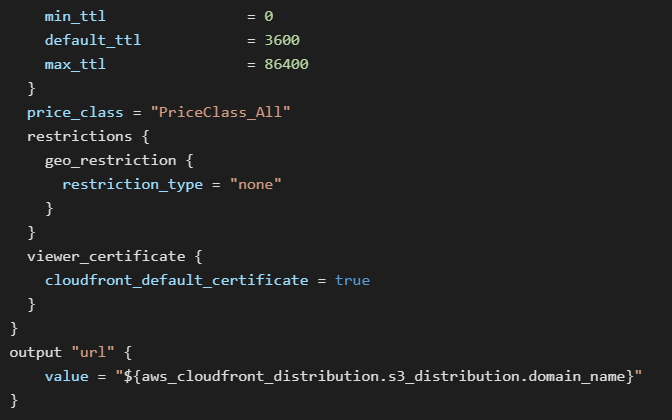 min_ttl                = 0
    default_ttl            = 3600
    max_ttl                = 86400
  }
  price_class = "PriceClass_All"
  restrictions {
    geo_restriction {
      restriction_type = "none"
    }
  }
  viewer_certificate {
    cloudfront_default_certificate = true
  }
}
output "url" {
    value = "${aws_cloudfront_distribution.s3_distribution.domain_name}"
}